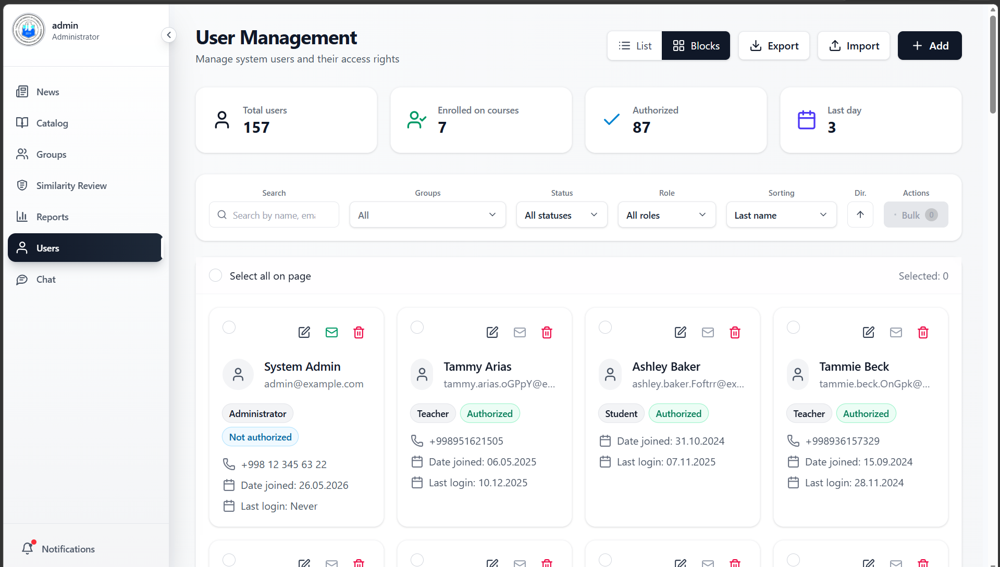 admin
Administrator
News
Catalog
Groups
Similarity Review
Reports
Users
Chat
Notifications
User Management
Manage system users and their access rights
List
Blocks
Export
Import
Add
Total users
157
Enrolled on courses
7
Authorized
87
Last day
3
Search
Groups
Status
Role
Sorting
Dir.
Actions
Search by name, ema
All
All statuses
All roles
Last name
Bulk 0
Select all on page
Selected: 0
System Admin
admin@example.com
Administrator
Not authorized
+998 12 345 63 22
Date joined: 26.05.2026
Last login: Never
Tammy Arias
tammy.arias.oGPpY@e...
Teacher
Authorized
+998951621505
Date joined: 06.05.2025
Last login: 10.12.2025
Ashley Baker
ashley.baker.Foftrr@ex...
Student
Authorized
Date joined: 31.10.2024
Last login: 07.11.2025
Tammie Beck
tammie.beck.OnGpk@...
Teacher
Authorized
+998936157329
Date joined: 15.09.2024
Last login: 28.11.2024